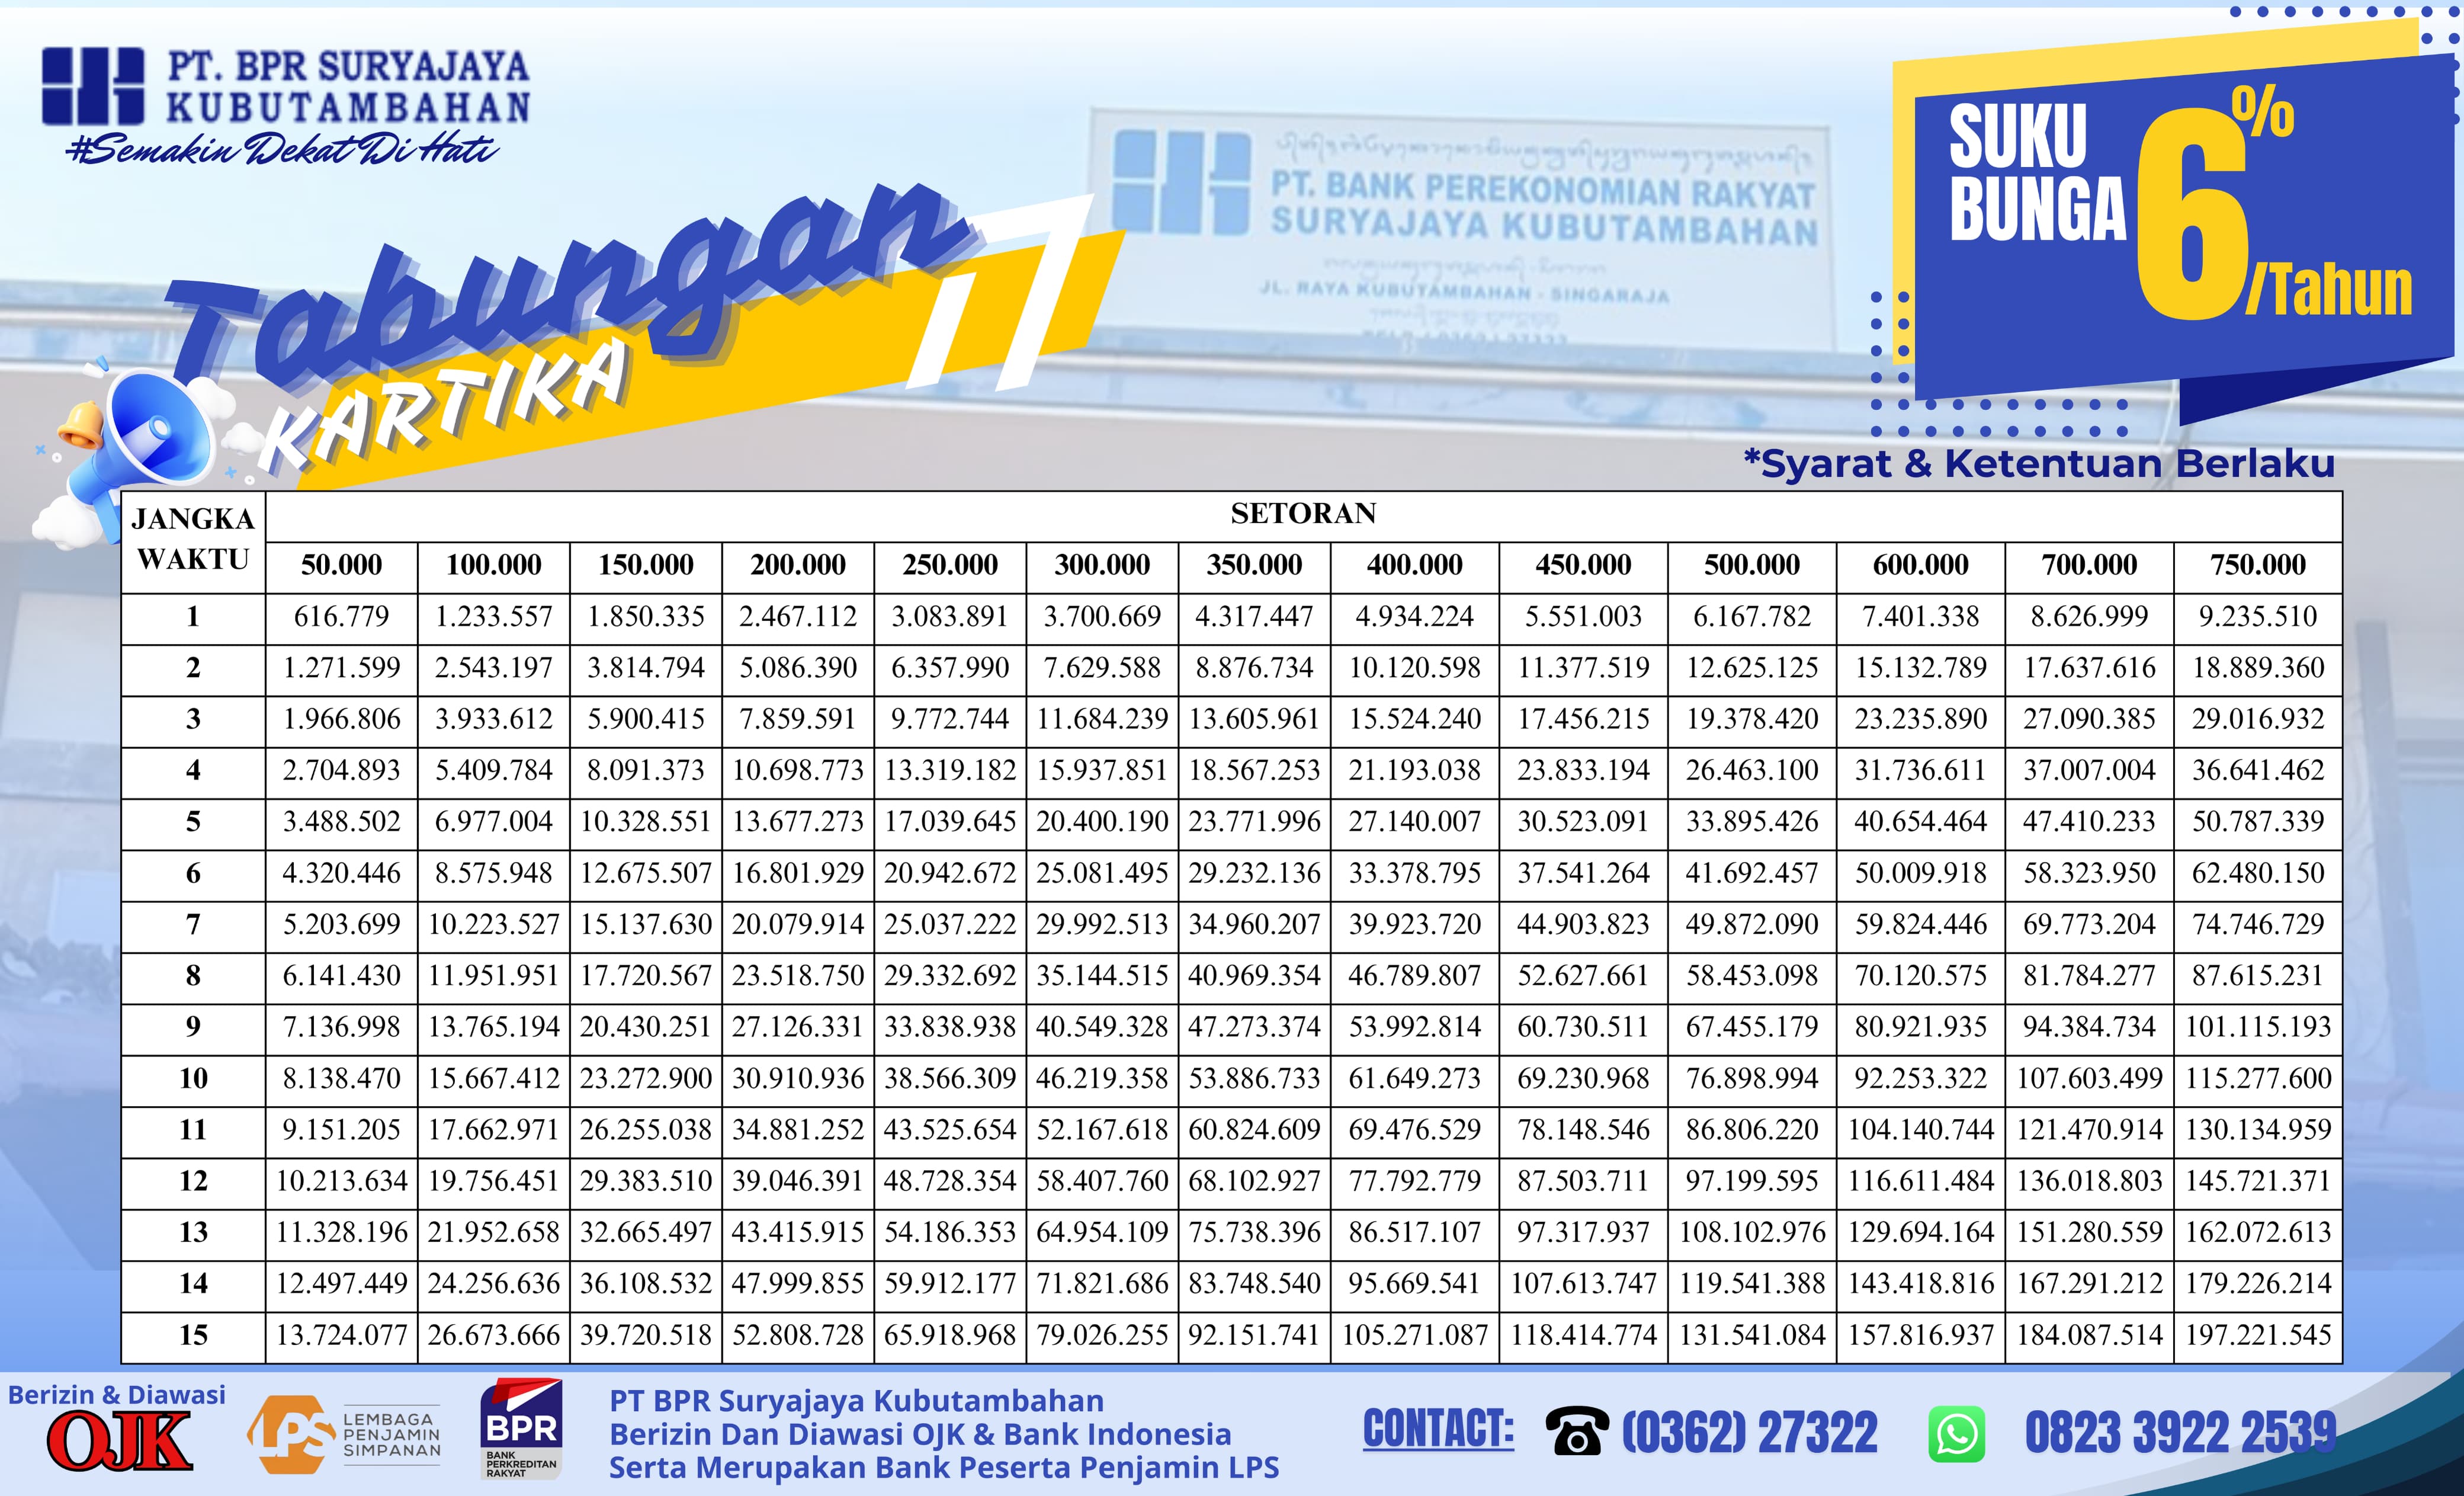 PT. BPR SURYAJAYA
KUBUTAMBAHAN
#Semakin Dekat Di Hati
PT. BANK PEREKONOMIAN RAKYAT
SURYAJAYA KUBUTAMBAHAN
JL. RAYA KUBUTAMBAHAN - SINGARAJA
SUKU
BUNGA
6%
/Tahun
Tabungan
KARTIKA
17
*Syarat & Ketentuan Berlaku
JANGKA WAKTU SETORAN
50.000 100.000 150.000 200.000 250.000 300.000 350.000 400.000 450.000 500.000 600.000 700.000 750.000
1 616.779 1.233.557 1.850.335 2.467.112 3.083.891 3.700.669 4.317.447 4.934.224 5.551.003 6.167.782 7.401.338 8.626.999 9.235.510
2 1.271.599 2.543.197 3.814.794 5.086.390 6.357.990 7.629.588 8.876.734 10.120.598 11.377.519 12.625.125 15.132.789 17.637.616 18.889.360
3 1.966.806 3.933.612 5.900.415 7.859.591 9.772.744 11.684.239 13.605.961 15.524.240 17.456.215 19.378.420 23.235.890 27.090.385 29.016.932
4 2.704.893 5.409.784 8.091.373 10.698.773 13.319.182 15.937.851 18.567.253 21.193.038 23.833.194 26.463.100 31.736.611 37.007.004 36.641.462
5 3.488.502 6.977.004 10.328.551 13.677.273 17.039.645 20.400.190 23.771.996 27.140.007 30.523.091 33.895.426 40.654.464 47.410.233 50.787.339
6 4.320.446 8.575.948 12.675.507 16.801.929 20.942.672 25.081.495 29.232.136 33.378.795 37.541.264 41.692.457 50.009.918 58.323.950 62.480.150
7 5.203.699 10.223.527 15.137.630 20.079.914 25.037.222 29.992.513 34.960.207 39.923.720 44.903.823 49.872.090 59.824.446 69.773.204 74.746.729
8 6.141.430 11.951.951 17.720.567 23.518.750 29.332.692 35.144.515 40.969.354 46.789.807 52.627.661 58.453.098 70.120.575 81.784.277 87.615.231
9 7.136.998 13.765.194 20.430.251 27.126.331 33.838.938 40.549.328 47.273.374 53.992.814 60.730.511 67.455.179 80.921.935 94.384.734 101.115.193
10 8.138.470 15.667.412 23.272.900 30.910.936 38.566.309 46.219.358 53.886.733 61.649.273 69.230.968 76.898.994 92.253.322 107.603.499 115.277.600
11 9.151.205 17.662.971 26.255.038 34.881.252 43.525.654 52.167.618 60.824.609 69.476.529 78.148.546 86.806.220 104.140.744 121.470.914 130.134.959
12 10.213.634 19.756.451 29.383.510 39.046.391 48.728.354 58.407.760 68.102.927 77.792.779 87.503.711 97.199.595 116.611.484 136.018.803 145.721.371
13 11.328.196 21.952.658 32.665.497 43.415.915 54.186.353 64.954.109 75.738.396 86.517.107 97.317.937 108.102.976 129.694.164 151.280.559 162.072.613
14 12.497.449 24.256.636 36.108.532 47.999.855 59.912.177 71.821.686 83.748.540 95.669.541 107.613.747 119.541.388 143.418.816 167.291.212 179.226.214
15 13.724.077 26.673.666 39.720.518 52.808.728 65.918.968 79.026.255 92.151.741 105.271.087 118.414.774 131.541.084 157.816.937 184.087.514 197.221.545
Berizin & Diawasi
OJK
LPS
LEMBAGA
PENJAMIN
SIMPANAN
BPR
BANK
PERKREDITAN
RAKYAT
PT BPR Suryajaya Kubutambahan
Berizin Dan Diawasi OJK & Bank Indonesia
Serta Merupakan Bank Peserta Penjamin LPS
CONTACT: (0362) 27322 0823 3922 2539